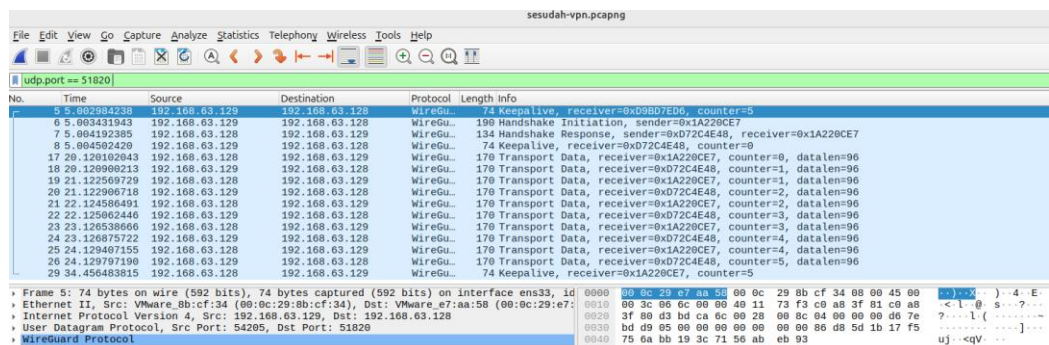 sesudah-vpn.pcapng
File Edit View Go Capture Analyze Statistics Telephony Wireless Tools Help
udp.port == 51820
No. Time Source Destination Protocol Length Info
5 5.002984238 192.168.63.129 192.168.63.128 WireGu… 74 Keepalive, receiver=0xD9BD7ED6, counter=5
6 5.003431943 192.168.63.128 192.168.63.129 WireGu… 190 Handshake Initiation, sender=0x1A220CE7
7 5.004192385 192.168.63.129 192.168.63.128 WireGu… 134 Handshake Response, sender=0xD72C4E48, receiver=0x1A220CE7
8 5.004502420 192.168.63.128 192.168.63.129 WireGu… 74 Keepalive, receiver=0xD72C4E48, counter=0
17 20.120102043 192.168.63.129 192.168.63.128 WireGu… 170 Transport Data, receiver=0x1A220CE7, counter=0, datalen=96
18 20.120900213 192.168.63.128 192.168.63.129 WireGu… 170 Transport Data, receiver=0xD72C4E48, counter=1, datalen=96
19 21.122569729 192.168.63.129 192.168.63.128 WireGu… 170 Transport Data, receiver=0x1A220CE7, counter=1, datalen=96
20 21.122906718 192.168.63.128 192.168.63.129 WireGu… 170 Transport Data, receiver=0xD72C4E48, counter=2, datalen=96
21 22.124586491 192.168.63.129 192.168.63.128 WireGu… 170 Transport Data, receiver=0x1A220CE7, counter=2, datalen=96
22 22.125062446 192.168.63.128 192.168.63.129 WireGu… 170 Transport Data, receiver=0xD72C4E48, counter=3, datalen=96
23 23.126538666 192.168.63.129 192.168.63.128 WireGu… 170 Transport Data, receiver=0x1A220CE7, counter=3, datalen=96
24 23.126875722 192.168.63.128 192.168.63.129 WireGu… 170 Transport Data, receiver=0xD72C4E48, counter=4, datalen=96
25 24.129407155 192.168.63.129 192.168.63.128 WireGu… 170 Transport Data, receiver=0x1A220CE7, counter=4, datalen=96
26 24.129797190 192.168.63.128 192.168.63.129 WireGu… 170 Transport Data, receiver=0xD72C4E48, counter=5, datalen=96
29 34.456483815 192.168.63.129 192.168.63.128 WireGu… 74 Keepalive, receiver=0x1A220CE7, counter=5
Frame 5: 74 bytes on wire (592 bits), 74 bytes captured (592 bits) on interface ens33, id 0000 00 0c 29 e7 aa 58 00 0c 29 8b cf 34 08 00 45 00 ··)··X·· )··4··E·
Ethernet II, Src: VMware_8b:cf:34 (00:0c:29:8b:cf:34), Dst: VMware_e7:aa:58 (00:0c:29:e7: 0010 00 3c 06 6c 00 00 40 11 73 f3 c0 a8 3f 81 c0 a8 ·<·l··@· s···?···
Internet Protocol Version 4, Src: 192.168.63.129, Dst: 192.168.63.128 0020 3f 80 d3 bd ca 6c 00 28 00 8c 04 00 00 00 d6 7e ?····l·( ·······~
User Datagram Protocol, Src Port: 54205, Dst Port: 51820 0030 bd d9 05 00 00 00 00 00 00 00 86 d8 5d 1b 17 f5 ········ ····]···
WireGuard Protocol 0040 75 6a bb 19 3c 71 56 ab eb 93 uj··<qV· ··